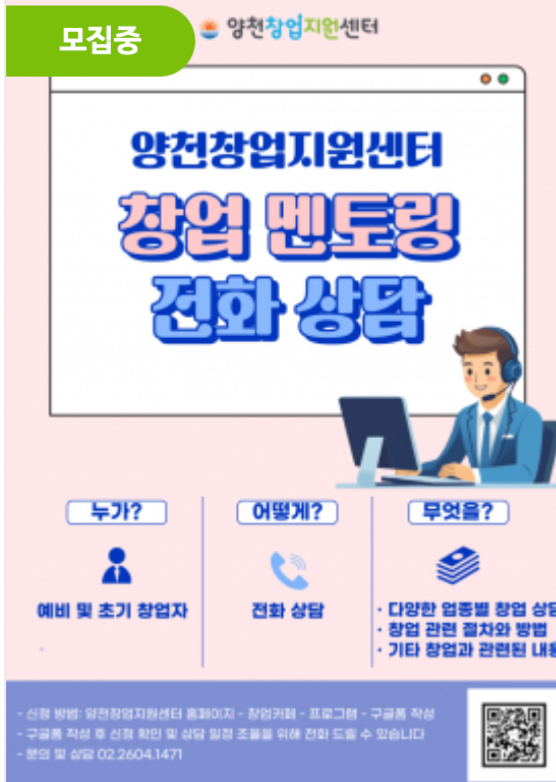 모집중
양천창업지원센터
양천창업지원센터
창업 멘토링
전화 상담
누가?
어떻게?
무엇을?
예비 및 초기 창업자
전화 상담
· 다양한 업종별 창업 상담
· 창업 관련 절차와 방법
· 기타 창업과 관련된 내용
- 신청 방법: 양천창업지원센터 홈페이지 - 창업카페 - 프로그램 - 구글폼 작성
- 구글폼 작성 후 신청 확인 및 상담 일정 조율을 위해 전화 드릴 수 있습니다
- 문의 및 상담 02.2604.1471